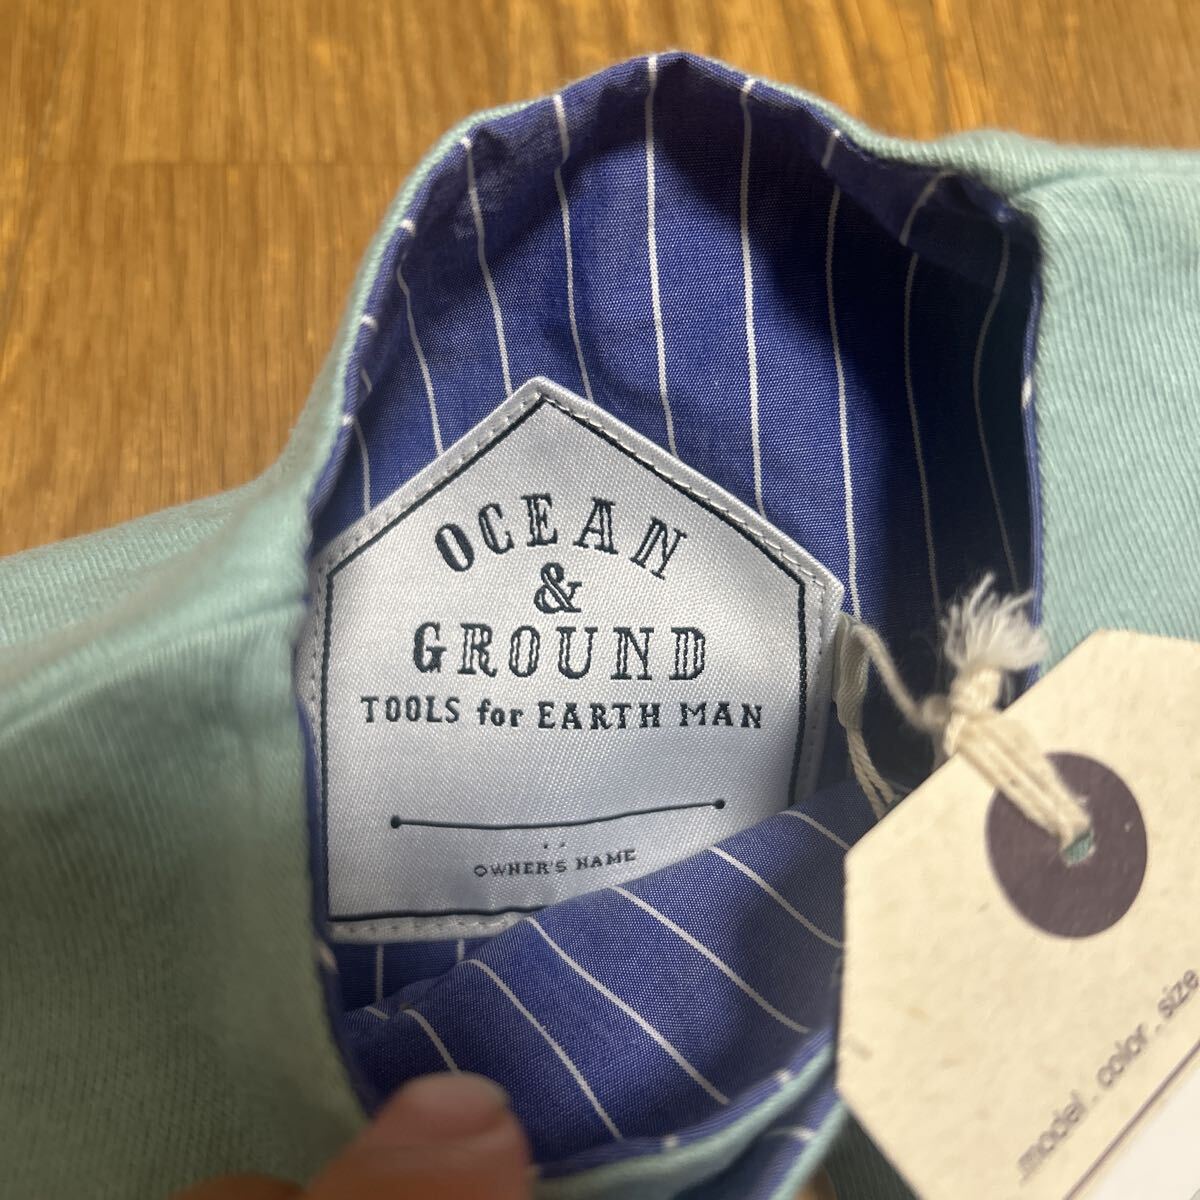 OCEAN
&
GROUND
TOOLS for EARTH MAN
OWNER'S NAME
model . color . size